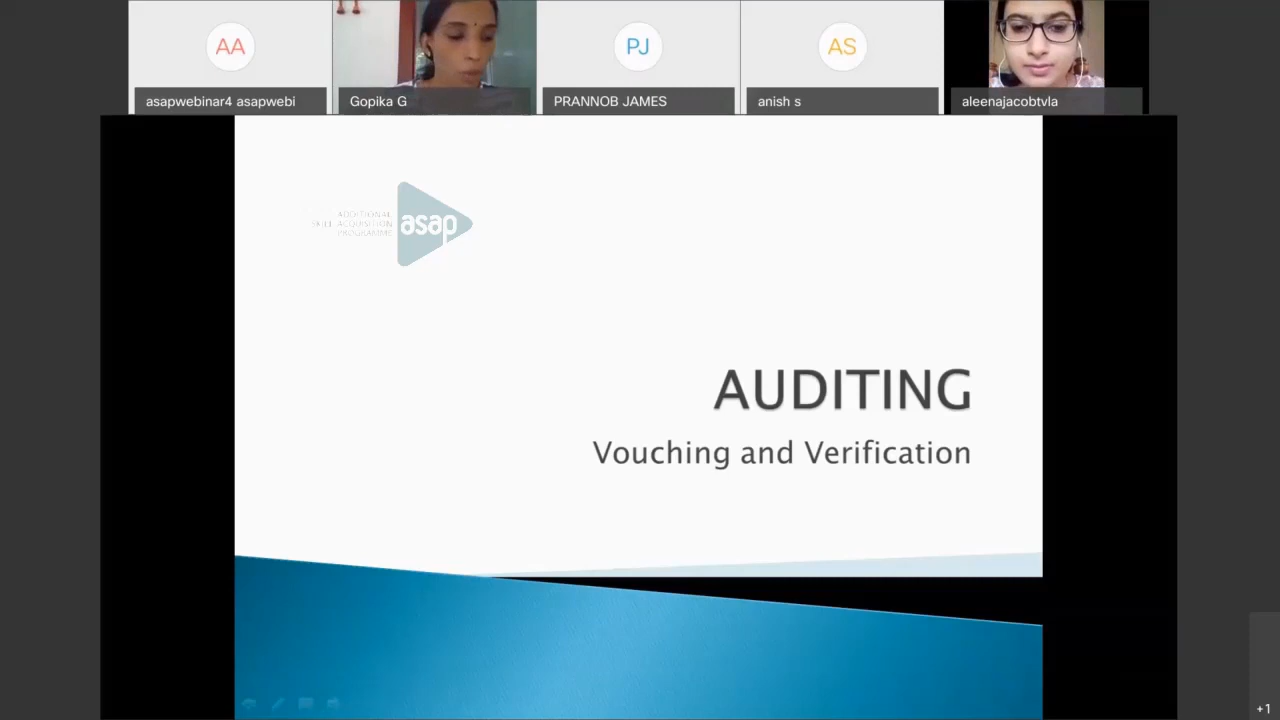 AA
asapwebinar4 asapwebi
Gopika G
PJ
PRANNOB JAMES
AS
anish s
aleenajacobtvla
ADDITIONAL
SKILL ACQUISITION
PROGRAMME
asap
AUDITING
Vouching and Verification
+1